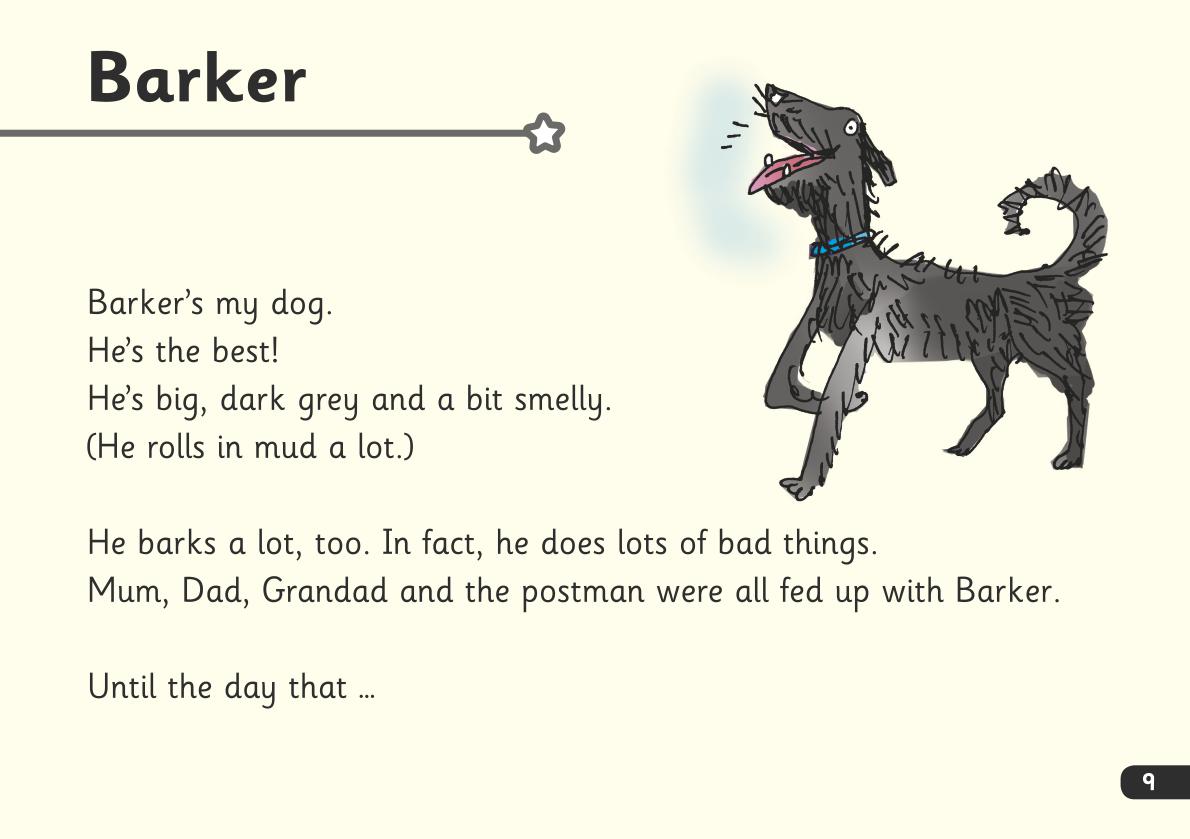 Barker
Barker’s my dog.
He’s the best!
He’s big, dark grey and a bit smelly.
(He rolls in mud a lot.)
He barks a lot, too. In fact, he does lots of bad things.
Mum, Dad, Grandad and the postman were all fed up with Barker.
Until the day that ...
9